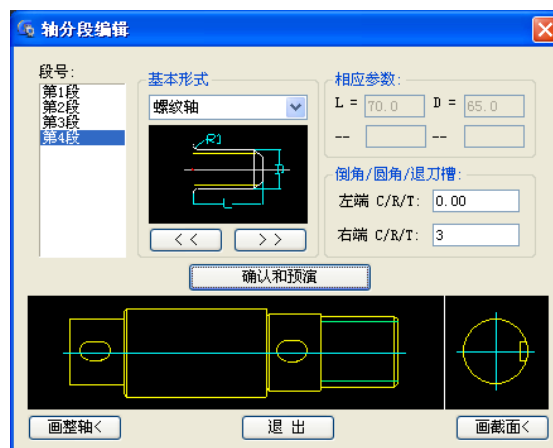 轴分段编辑
段号:
第1段
第2段
第3段
第4段
基本形式
螺纹轴
R1
D
L
<<
>>
相应参数:
L = 70.0 D = 65.0
-- --
倒角/圆角/退刀槽:
左端 C/R/T: 0.00
右端 C/R/T: 3
确认和预演
画整轴<
退 出
画截面<